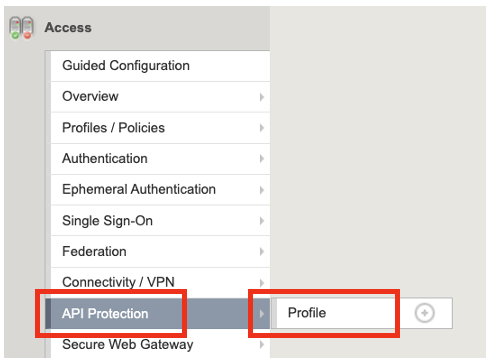 Access
Guided Configuration
Overview
Profiles / Policies
Authentication
Ephemeral Authentication
Single Sign-On
Federation
Connectivity / VPN
API Protection
Profile
Secure Web Gateway